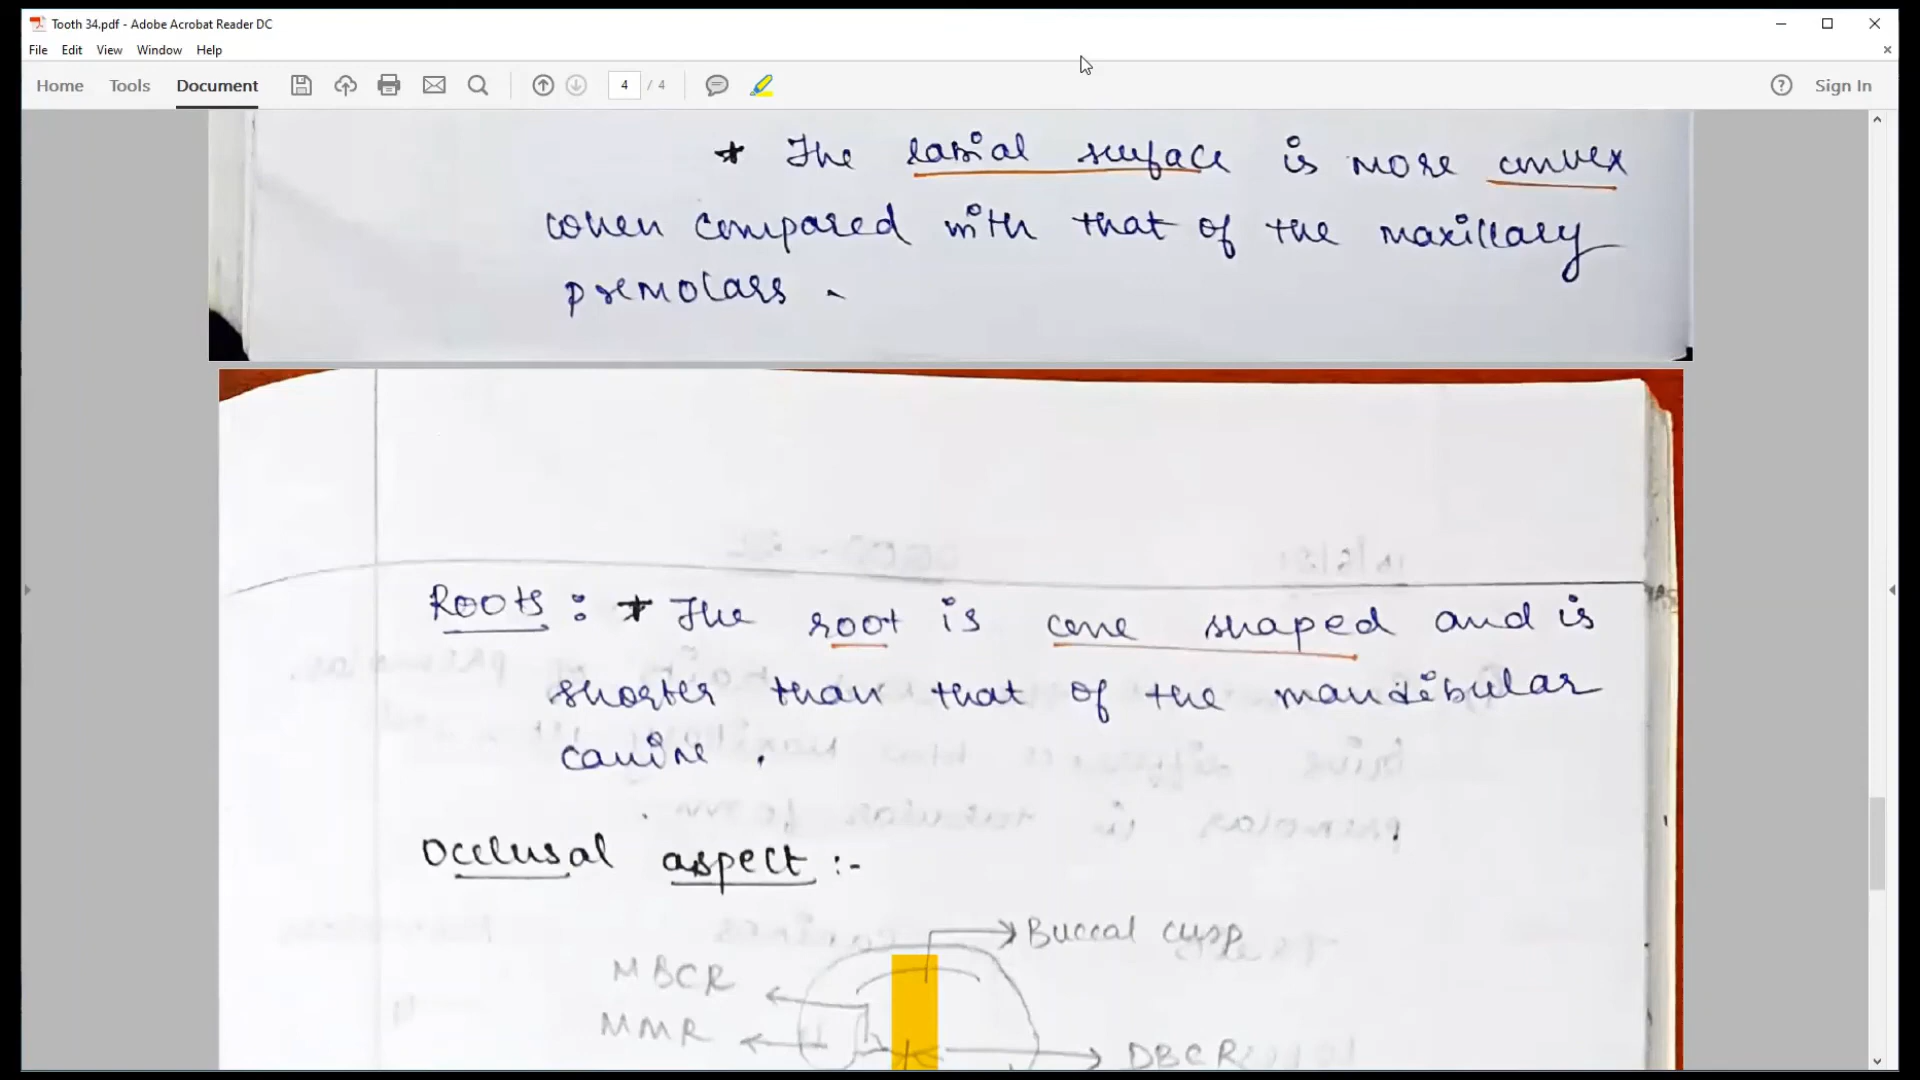 Tooth 34.pdf - Adobe Acrobat Reader DC
File Edit View Window Help
Home Tools Document 4 / 4 Sign In
* The labial surface is more convex
when compared with that of the maxillary
premolars.
Roots : * The root is cone shaped and is
shorter than that of the mandibular
canine.
Occlusal aspect :-
Buccal cusp
MBCR
MMR
DBCR